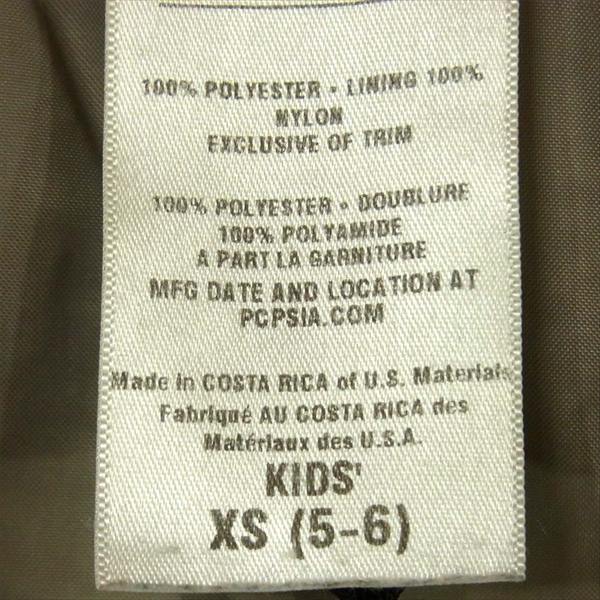 100% POLYESTER • LINING 100%
NYLON
EXCLUSIVE OF TRIM
100% POLYESTER • DOUBLURE
100% POLYAMIDE
A PART LA GARNITURE
MFG DATE AND LOCATION AT
PCPSIA.COM
Made in COSTA RICA of U.S. Materials
Fabriqué AU COSTA RICA des
Matériaux des U.S.A.
KIDS'
XS (5-6)